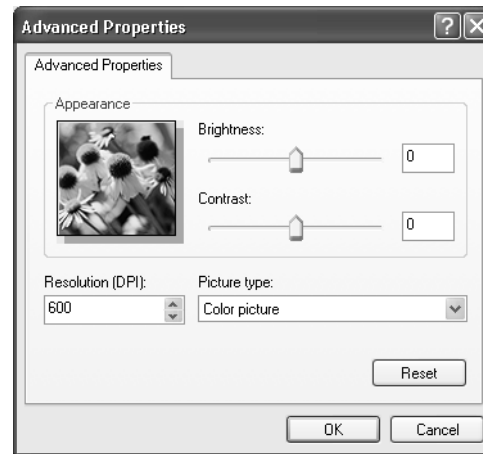 Advanced Properties
Advanced Properties
Appearance
Brightness:
0
Contrast:
0
Resolution (DPI):
Picture type:
600
Color picture
Reset
OK
Cancel